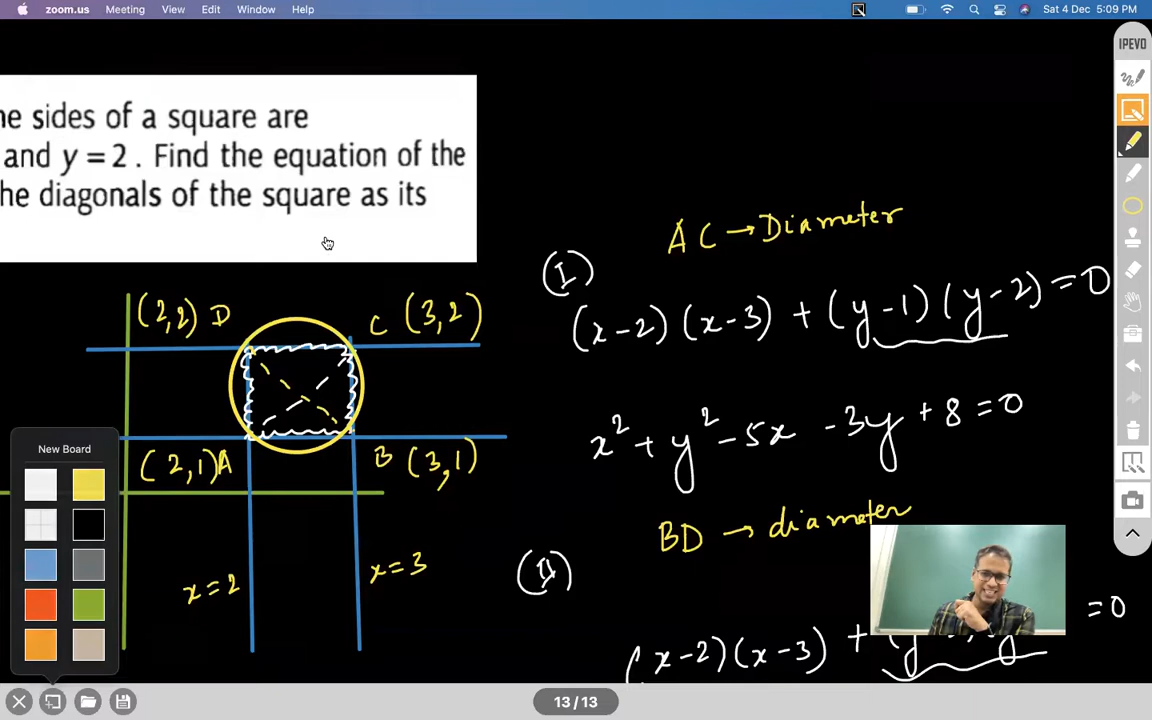 zoom.us Meeting View Edit Window Help Sat 4 Dec 5:09 PM
IPEVO
sides of a square are
and y = 2 . Find the equation of the
diagonals of the square as its
AC → Diameter
(I)
(x-2) (x-3) + (y-1) (y-2) = 0
(2,2) D C (3,2)
x² + y² - 5x - 3y + 8 = 0
New Board
(2,1) A B (3,1)
BD → diameter
(II)
x = 2 x = 3
(x-2)(x-3) + = 0
13 / 13